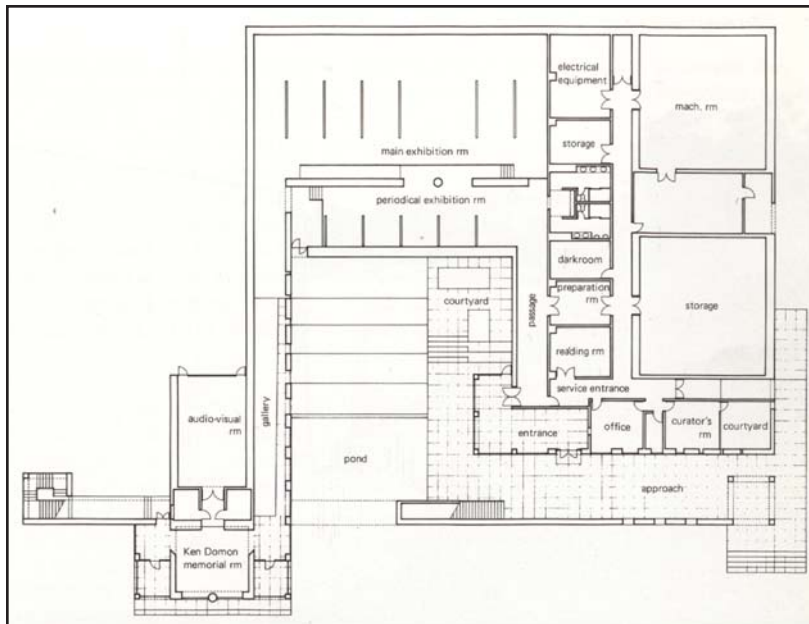 electrical
equipment
mach. rm
storage
main exhibition rm
periodical exhibition rm
darkroom
courtyard
passage
preparation
rm
storage
realding rm
service entrance
audio-visual
rm
gallery
entrance
office
curator's
rm
courtyard
pond
approach
Ken Domon
memorial rm